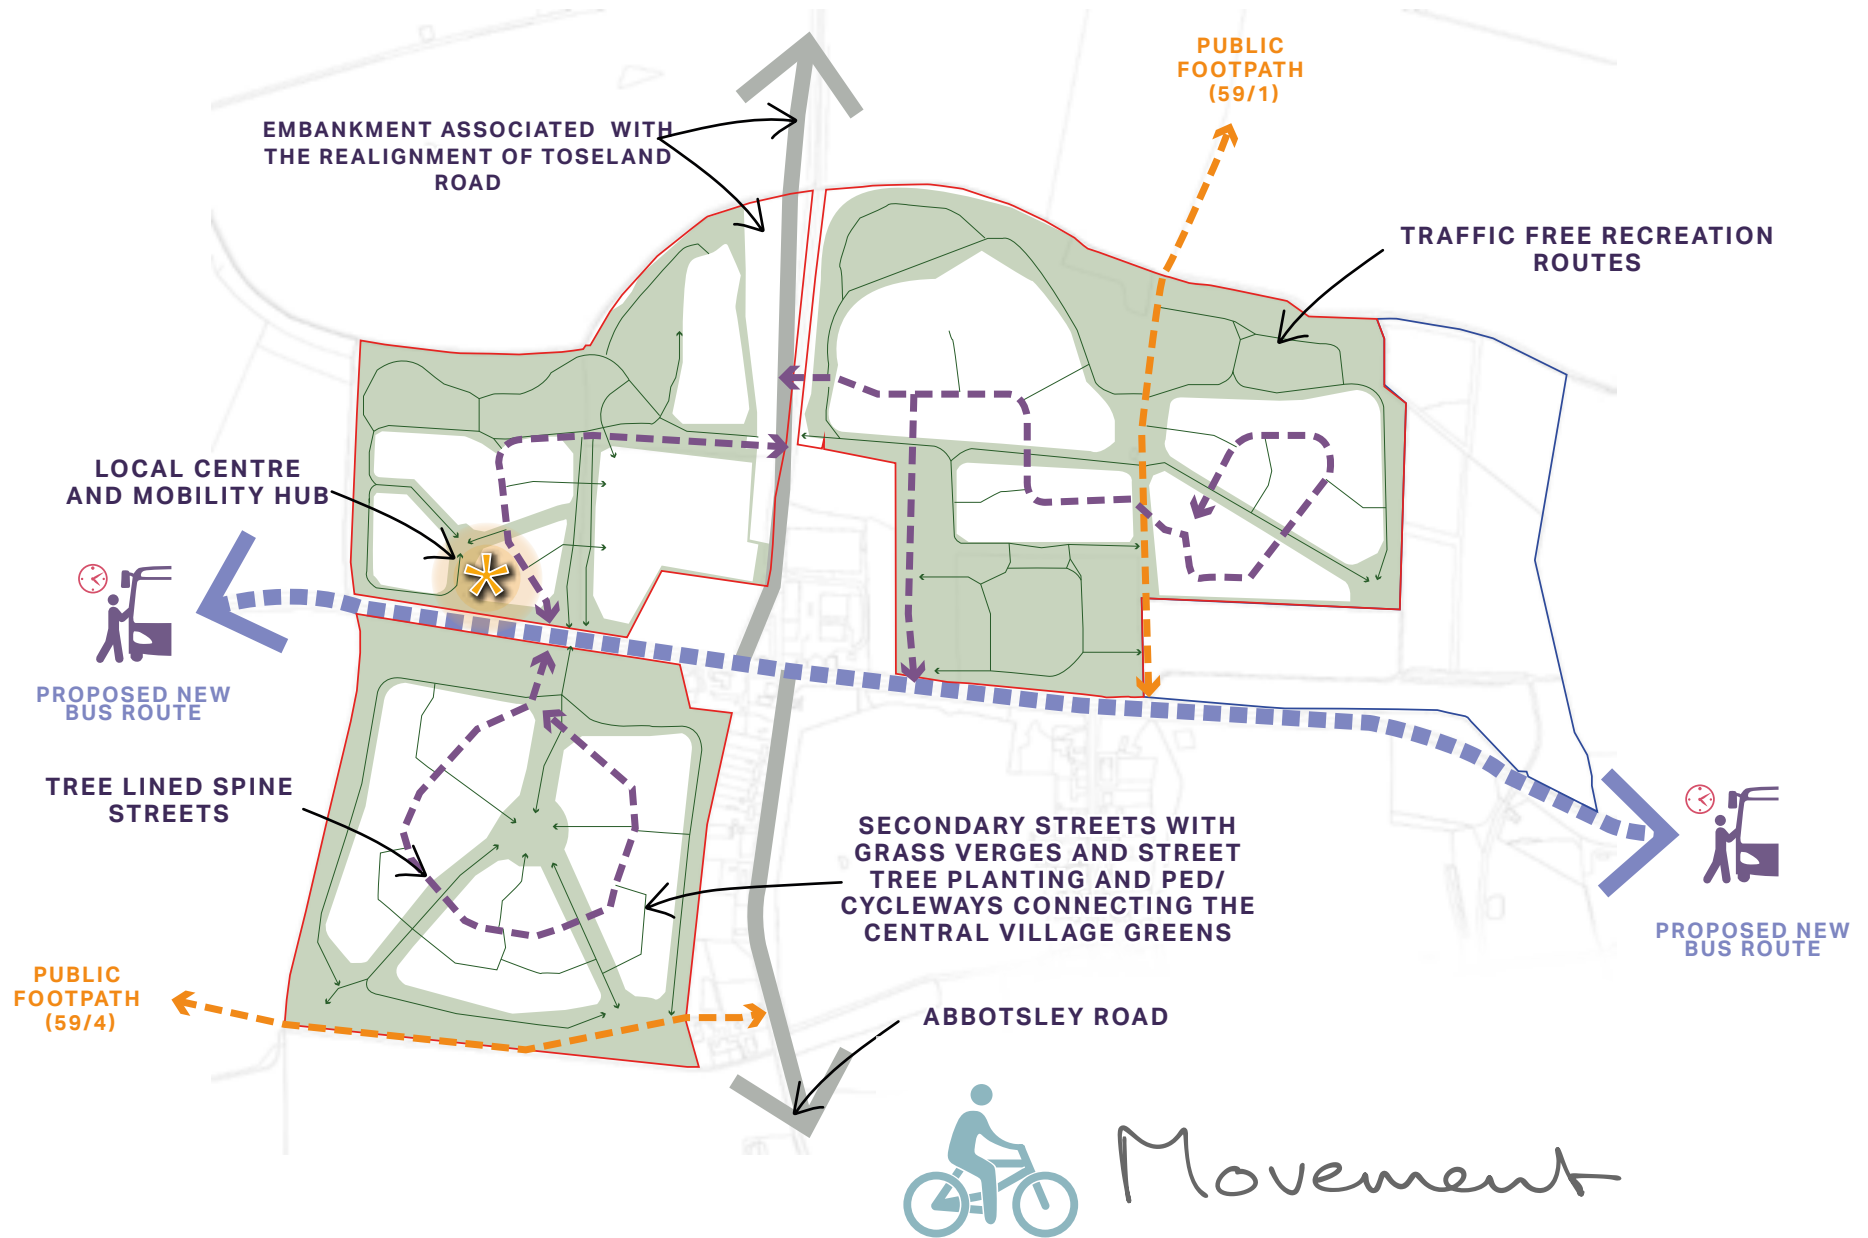 PUBLIC
FOOTPATH
(59/1)
EMBANKMENT ASSOCIATED WITH
THE REALIGNMENT OF TOSELAND
ROAD
TRAFFIC FREE RECREATION
ROUTES
LOCAL CENTRE
AND MOBILITY HUB
PROPOSED NEW
BUS ROUTE
TREE LINED SPINE
STREETS
SECONDARY STREETS WITH
GRASS VERGES AND STREET
TREE PLANTING AND PED/
CYCLEWAYS CONNECTING THE
CENTRAL VILLAGE GREENS
PROPOSED NEW
BUS ROUTE
PUBLIC
FOOTPATH
(59/4)
ABBOTSLEY ROAD
Movement